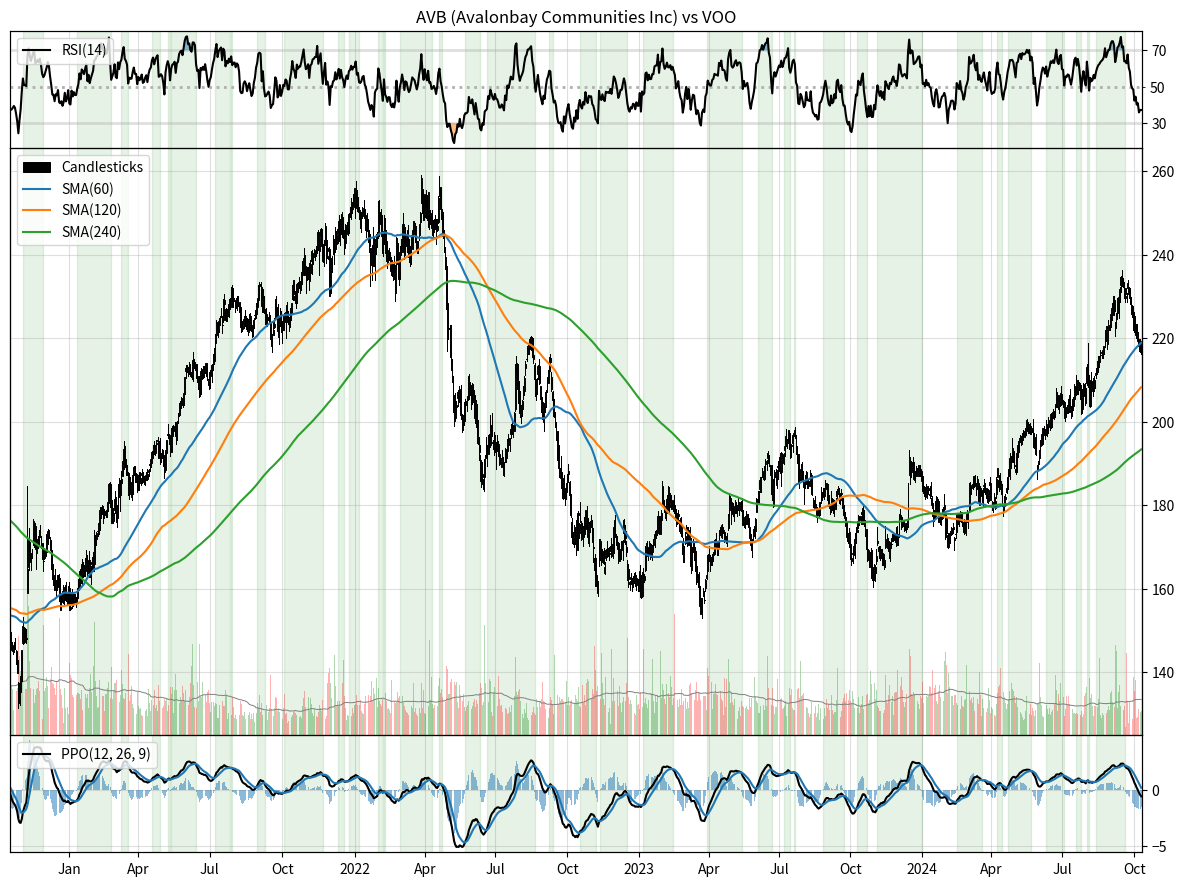 AVB (Avalonbay Communities Inc) vs VOO
RSI(14)
70
50
30
Candlesticks
SMA(60)
SMA(120)
SMA(240)
260
240
220
200
180
160
140
PPO(12, 26, 9)
0
−5
Jan Apr Jul Oct 2022 Apr Jul Oct 2023 Apr Jul Oct 2024 Apr Jul Oct